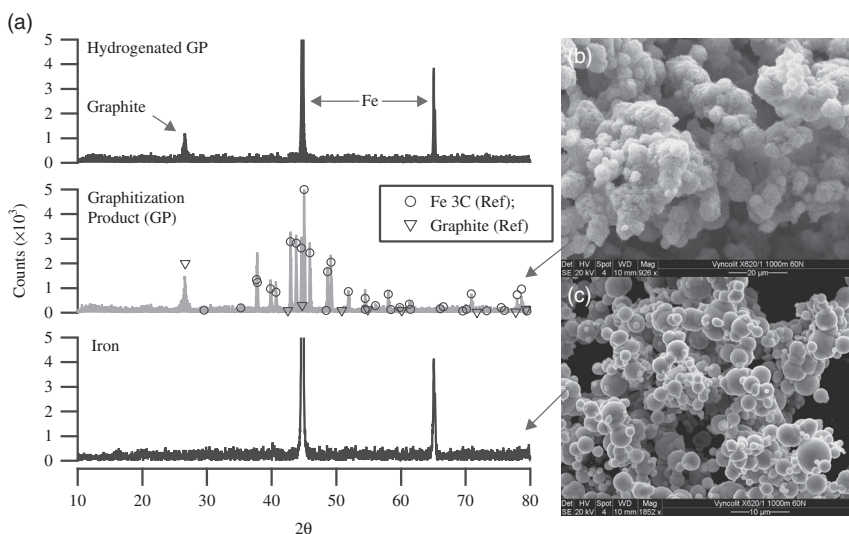 (a)
Hydrogenated GP
Graphite
Fe
5
4
3
2
1
0
Graphitization
Product (GP)
Fe 3C (Ref);
Graphite (Ref)
5
4
3
2
1
0
Counts (×10³)
Iron
5
4
3
2
1
0
10 20 30 40 50 60 70 80
2θ
(b)
Det HV Spot WD Mag Vyncolit X620/1 1000m 60N
SE 20 kV 4 10 mm 926 x 20 μm
(c)
Det HV Spot WD Mag Vyncolit X620/1 1000m 60N
SE 20 kV 4 10 mm 1852 x 10 μm